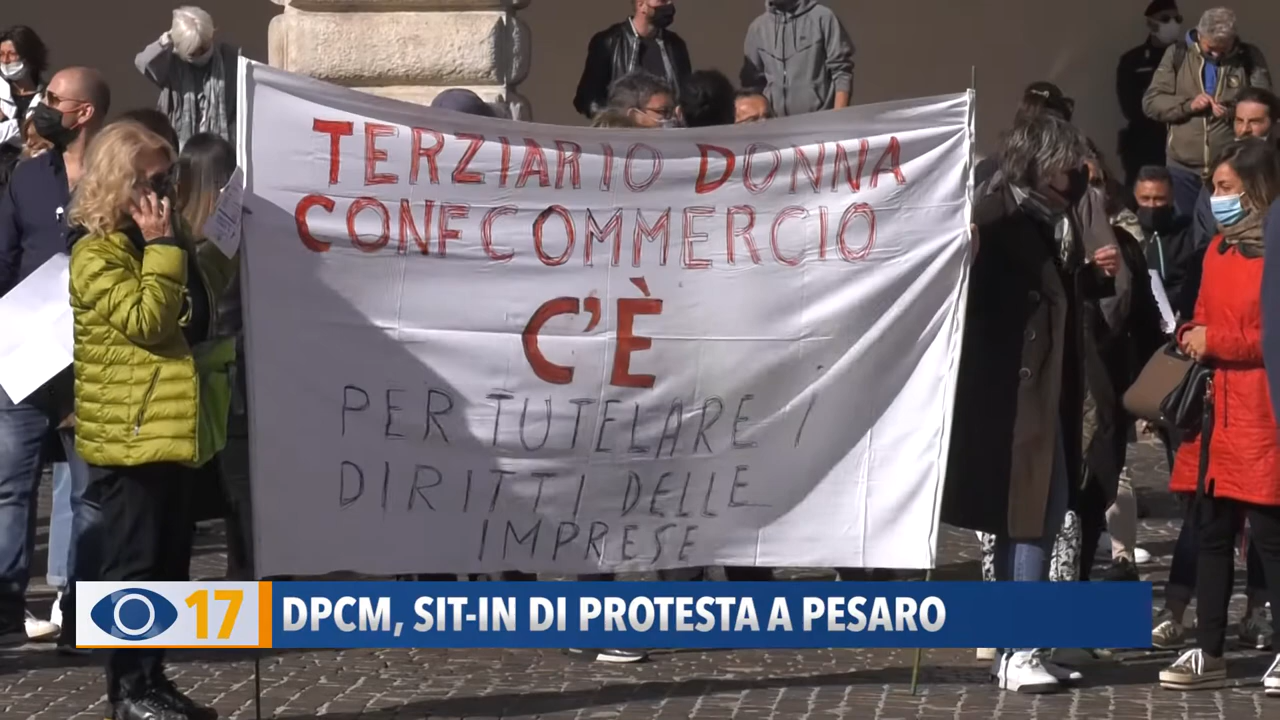 TERZIARIO DONNA
CONFCOMMERCIO
C'È
PER TUTELARE I
DIRITTI DELLE
IMPRESE
17 DPCM, SIT-IN DI PROTESTA A PESARO